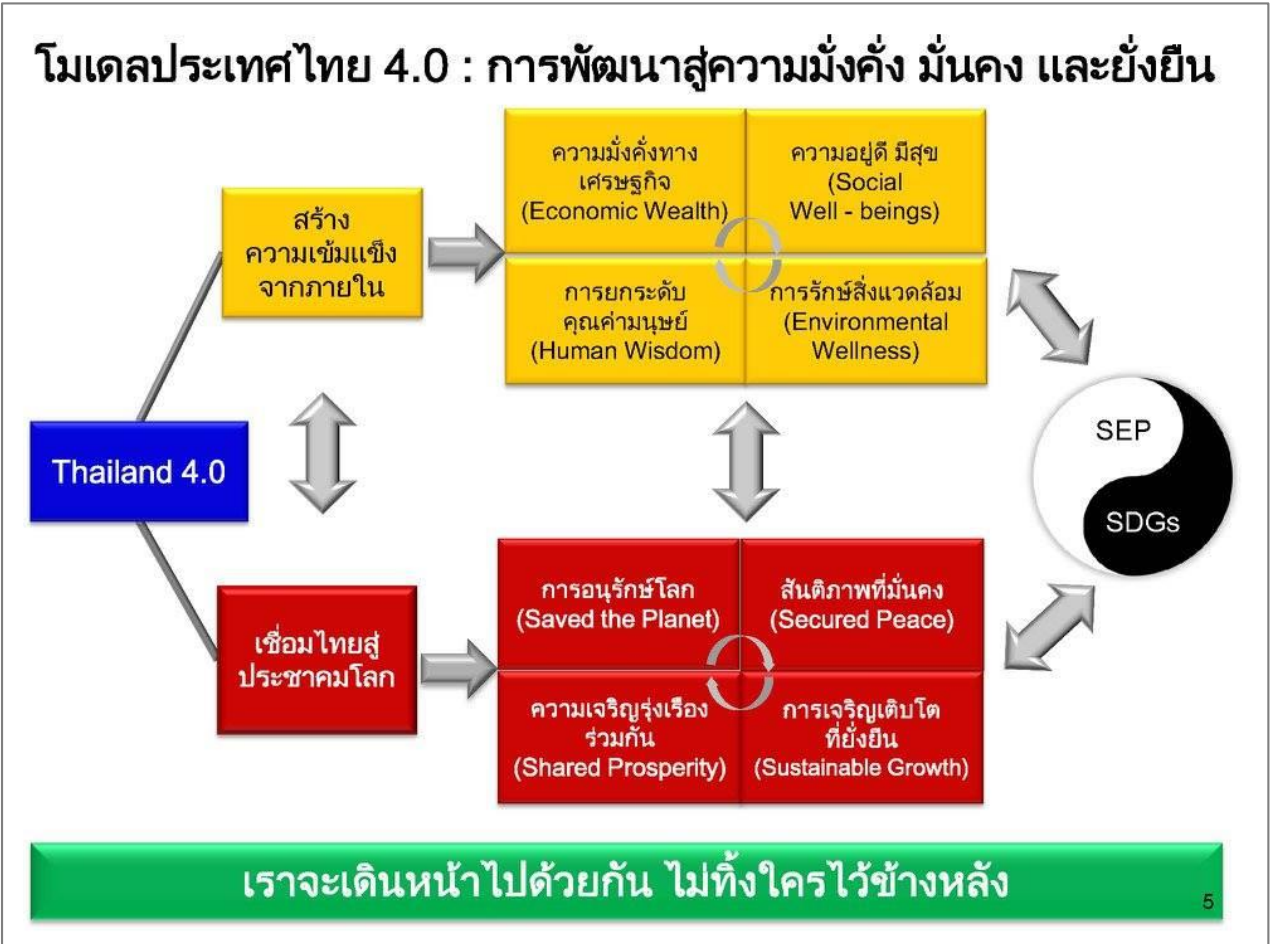 โมเดลประเทศไทย 4.0 : การพัฒนาสู่ความมั่งคั่ง มั่นคง และยั่งยืน
Thailand 4.0
สร้าง
ความเข้มแข็ง
จากภายใน
ความมั่งคั่งทาง
เศรษฐกิจ
(Economic Wealth)
ความอยู่ดี มีสุข
(Social
Well - beings)
การยกระดับ
คุณค่ามนุษย์
(Human Wisdom)
การรักษ์สิ่งแวดล้อม
(Environmental
Wellness)
เชื่อมไทยสู่
ประชาคมโลก
การอนุรักษ์โลก
(Saved the Planet)
สันติภาพที่มั่นคง
(Secured Peace)
ความเจริญรุ่งเรือง
ร่วมกัน
(Shared Prosperity)
การเจริญเติบโต
ที่ยั่งยืน
(Sustainable Growth)
SEP
SDGs
เราจะเดินหน้าไปด้วยกัน ไม่ทิ้งใครไว้ข้างหลัง
5